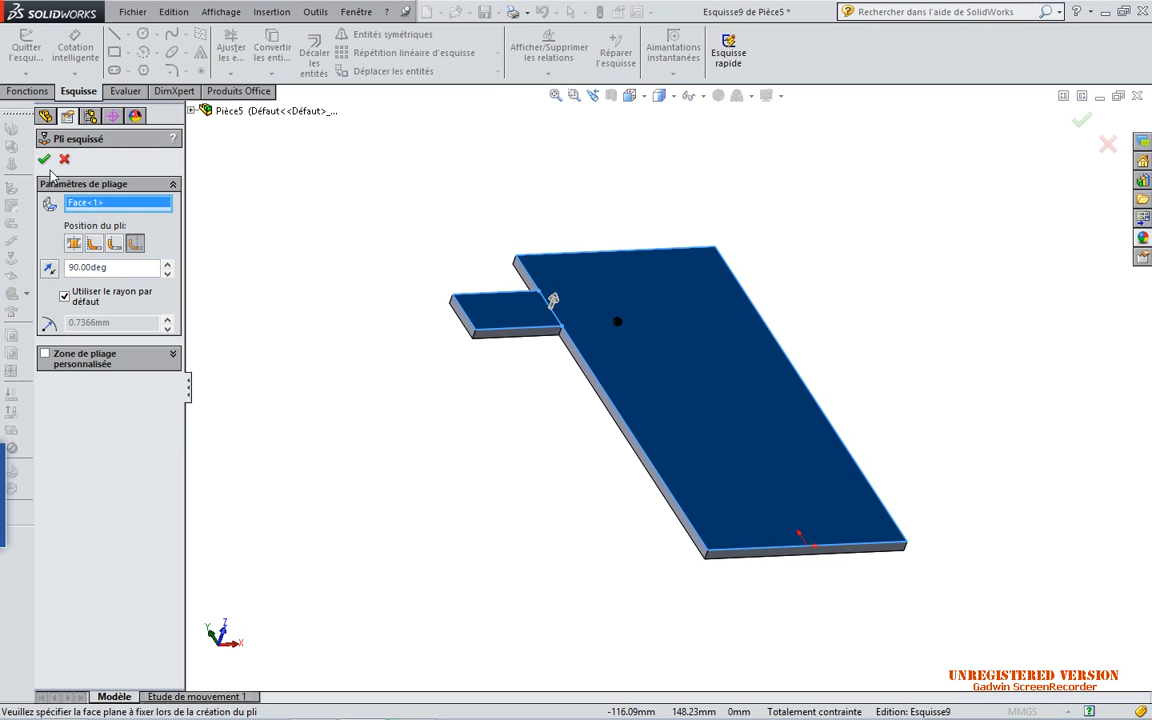 SOLIDWORKS
Fichier Edition Affichage Insertion Outils Fenêtre ?
Esquisse9 de Pièce5 *
Rechercher dans l'aide de SolidWorks
Quitter l'esqui...
Cotation intelligente
Ajuster les e...
Convertir les enti...
Décaler les entités
Entités symétriques
Répétition linéaire d'esquisse
Déplacer les entités
Afficher/Supprimer les relations
Réparer l'esquisse
Aimantations instantanées
Esquisse rapide
Fonctions Esquisse Evaluer DimXpert Produits Office
Pièce5 (Défaut<<Défaut>_...
Pli esquissé
?
Paramètres de pliage
Face<1>
Position du pli:
90.00deg
Utiliser le rayon par
défaut
0.7366mm
Zone de pliage
personnalisée
Y Z X
UNREGISTERED VERSION
Gadwin ScreenRecorder
Modèle Etude de mouvement 1
Veuillez spécifier la face plane à fixer lors de la création du pli
-116.09mm 148.23mm 0mm Totalement contrainte Edition: Esquisse9 MMGS